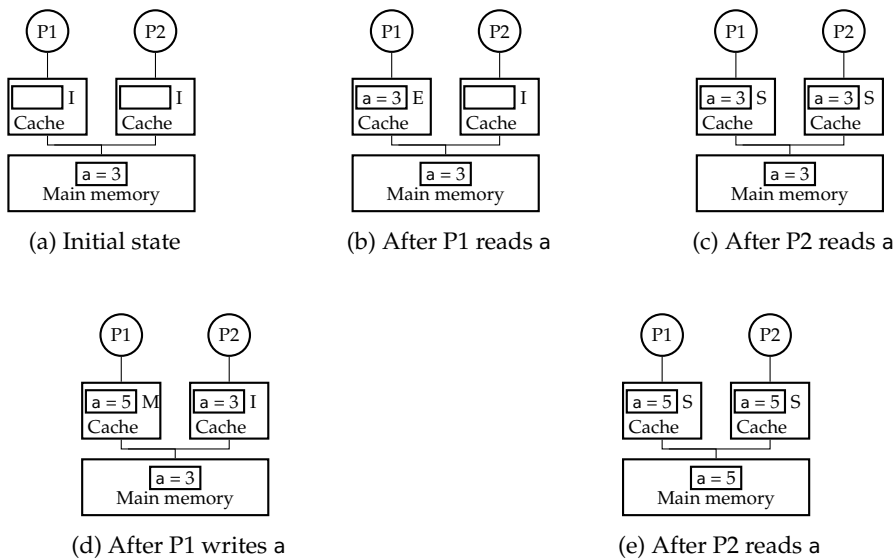 P1 P2 P1 P2 P1 P2
I I a = 3 E I a = 3 S a = 3 S
Cache Cache Cache Cache Cache Cache
a = 3 a = 3 a = 3
Main memory Main memory Main memory
(a) Initial state (b) After P1 reads a (c) After P2 reads a
P1 P2 P1 P2
a = 5 M a = 3 I a = 5 S a = 5 S
Cache Cache Cache Cache
a = 3 a = 5
Main memory Main memory
(d) After P1 writes a (e) After P2 reads a